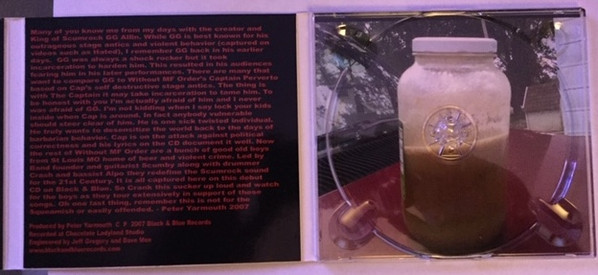 Many of you know me from my days with the creator and
King of Scumrock GG Allin. While GG is best known for his
outrageous stage antics and violent behavior (captured on
videos such as Hated), I remember GG back in his earlier
days. GG was always a shock rocker but it took
incarceration to harden him. This resulted in his audiences
fearing him in his later performances. There are many that
want to compare GG to Without MF Order's Captain Perverto
based on Cap's self destructive stage antics. The thing is
with The Captain it may take incarceration to tame him. To
be honest with you I'm actually afraid of him and I never
was afraid of GG. I'm not kidding when I say lock your kids
inside when Cap is around. In fact anybody vulnerable
should steer clear of him. He is one sick twisted individual.
He truly wants to desensitize the world back to the days of
barbarian behavior. Cap is on the attack against political
correctness and his lyrics on the CD document it well. Now
the rest of Without MF Order are a bunch of good old boys
from St Louis MO home of beer and violent crime. Led by
Band founder and guitarist Scumby along with drummer
Crash and bassist Alpo they redefine the Scumrock sound
for the 21st Century. It is all captured here on this debut
CD on Black & Blue. So Crank this sucker up loud and watch
for the boys as they tour extensively in support of these
songs. Oh one last thing, remember this is not for the
Squeamish or easily offended. - Peter Yarmouth 2007
Produced by Peter Yarmouth C P 2007 Black & Blue Records
Recorded at Chocolate Ladyland Studio
Engineered by Jeff Gregory and Dave
www.blackandbluerecords.com